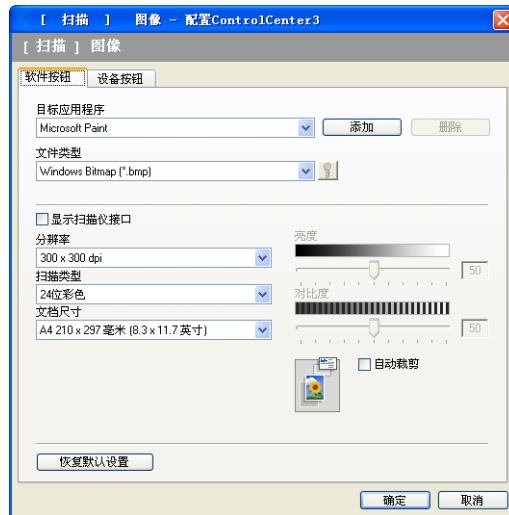 [ 扫描 ] 图像 - 配置ControlCenter3
[ 扫描 ] 图像
软件按钮 设备按钮
目标应用程序
Microsoft Paint 添加 删除
文件类型
Windows Bitmap (*.bmp)
显示扫描仪接口
分辨率 亮度
300 x 300 dpi 50
扫描类型
24位彩色 对比度
文档尺寸
A4 210 x 297 毫米 (8.3 x 11.7 英寸) 50
自动裁剪
恢复默认设置
确定 取消